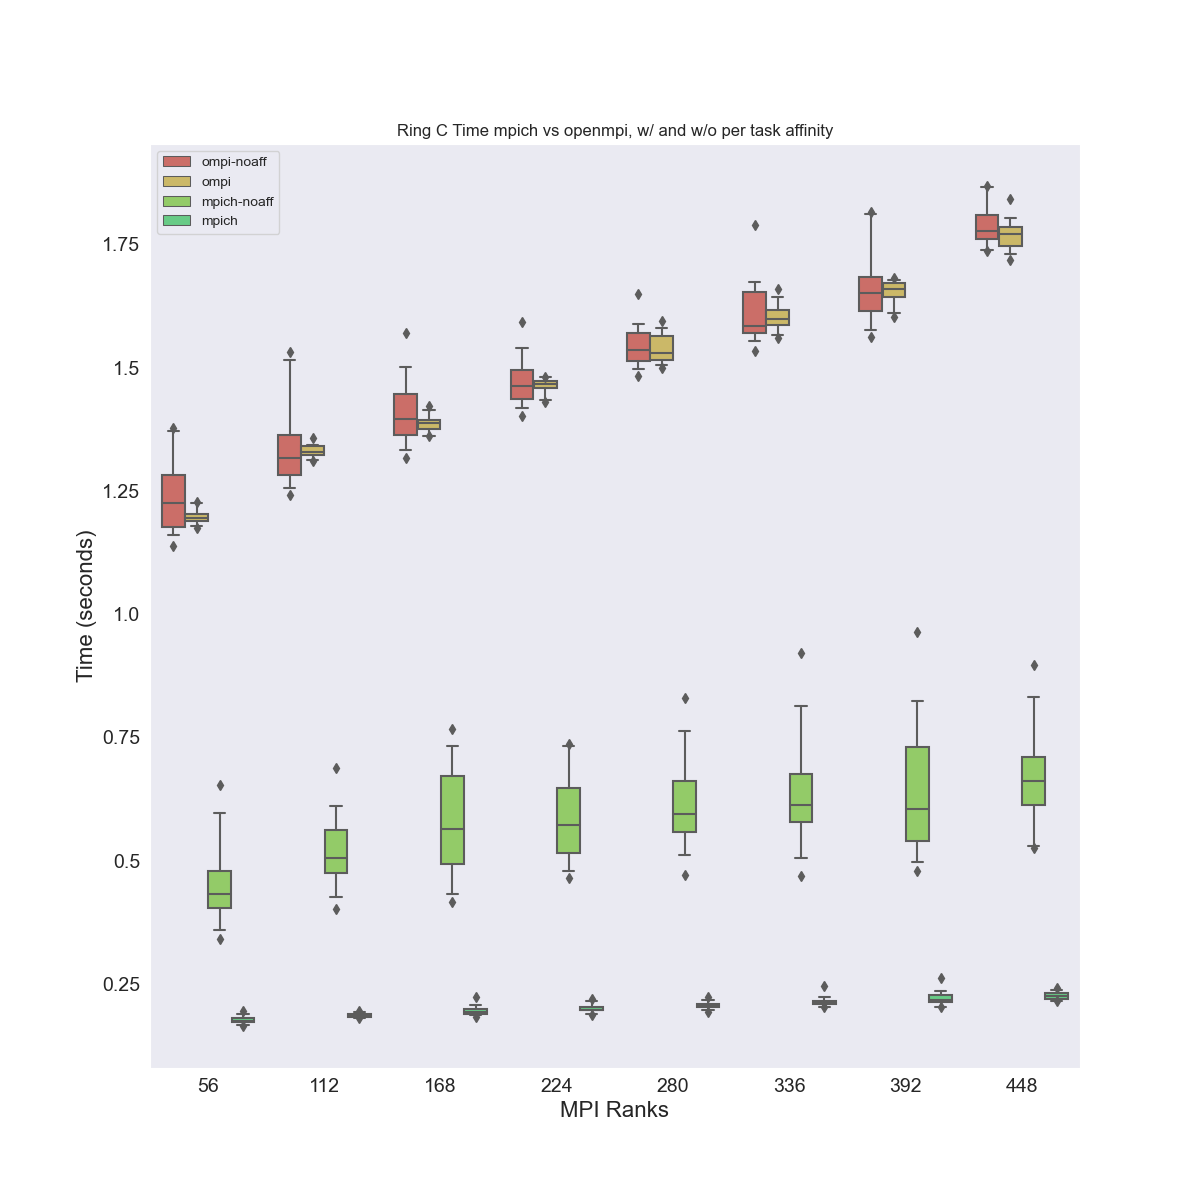 Ring C Time mpich vs openmpi, w/ and w/o per task affinity
ompi-noaff
ompi
mpich-noaff
mpich
1.75
1.5
1.25
1.0
0.75
0.5
0.25
Time (seconds)
56 112 168 224 280 336 392 448
MPI Ranks